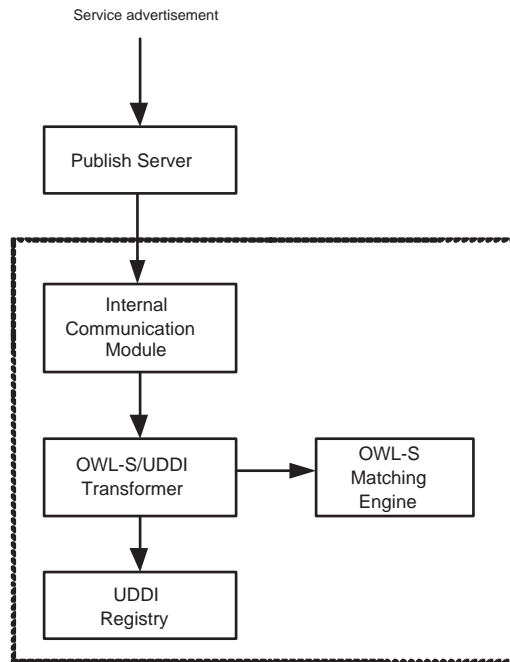 Service advertisement
Publish Server
Internal
Communication
Module
OWL-S/UDDI
Transformer
OWL-S
Matching
Engine
UDDI
Registry